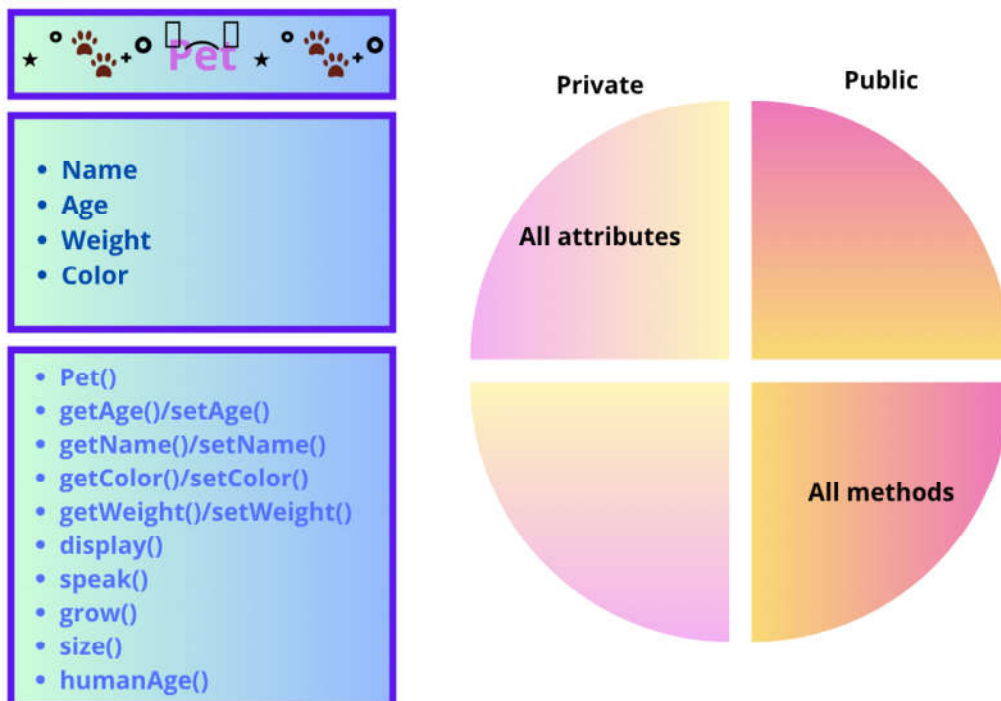 Pet
• Name
• Age
• Weight
• Color
• Pet()
• getAge()/setAge()
• getName()/setName()
• getColor()/setColor()
• getWeight()/setWeight()
• display()
• speak()
• grow()
• size()
• humanAge()
Private
Public
All attributes
All methods